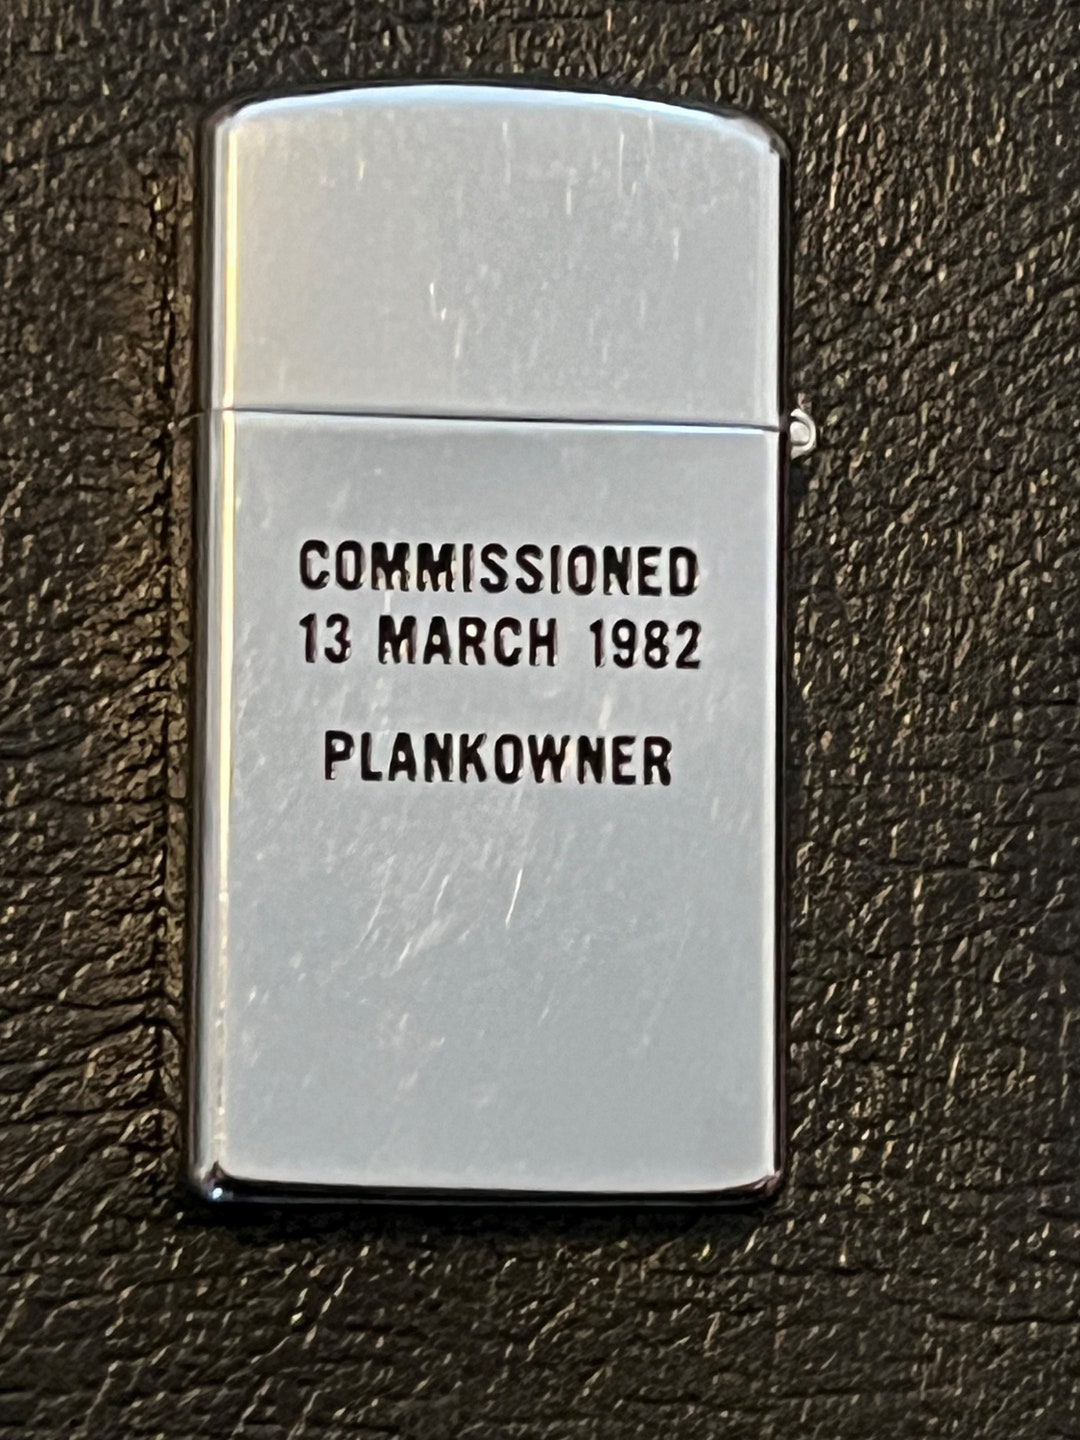 COMMISSIONED
13 MARCH 1982
PLANKOWNER